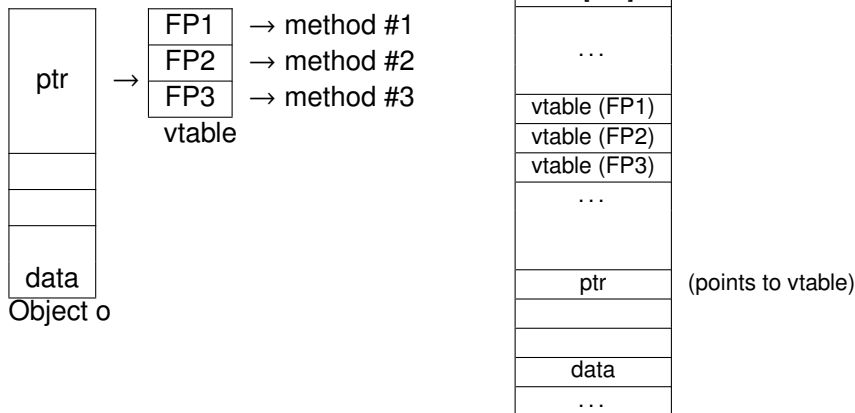 ptr
→
FP1 → method #1
FP2 → method #2
FP3 → method #3
vtable
data
Object o
...
vtable (FP1)
vtable (FP2)
vtable (FP3)
...
ptr (points to vtable)
data
...